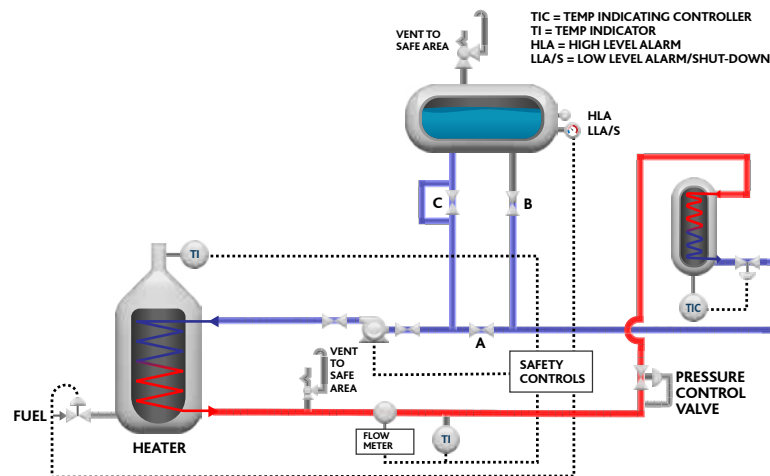 VENT TO
SAFE AREA
TIC = TEMP INDICATING CONTROLLER
TI = TEMP INDICATOR
HLA = HIGH LEVEL ALARM
LLA/S = LOW LEVEL ALARM/SHUT-DOWN
HLA
LLA/S
C
B
TI
TIC
A
VENT
TO
SAFE
AREA
SAFETY
CONTROLS
PRESSURE
CONTROL
VALVE
FUEL
HEATER
FLOW
METER
TI